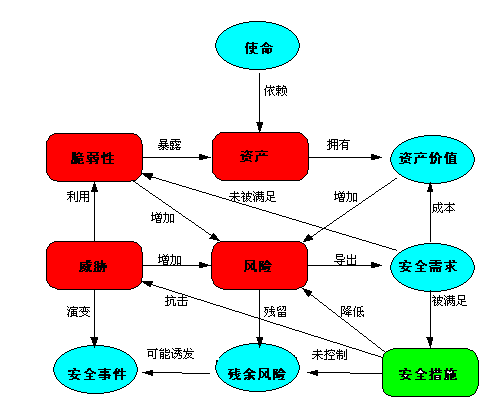 使命
依赖
脆弱性
暴露
资产
拥有
资产价值
利用
增加
未被满足
增加
成本
威胁
增加
风险
导出
安全需求
演变
抗击
残留
降低
被满足
安全事件
可能诱发
残余风险
未控制
安全措施